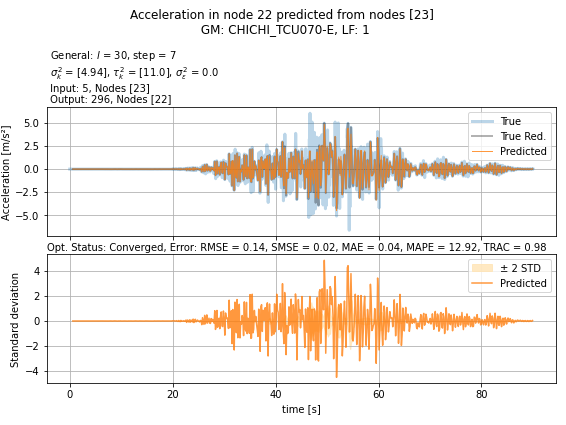 Acceleration in node 22 predicted from nodes [23]
GM: CHICHI_TCU070-E, LF: 1
General: l = 30, step = 7
σ²ₖ = [4.94], τ²ₖ = [11.0], σ²ε = 0.0
Input: 5, Nodes [23]
Output: 296, Nodes [22]
Acceleration [m/s²]
5.0
2.5
0.0
−2.5
−5.0
True
True Red.
Predicted
Opt. Status: Converged, Error: RMSE = 0.14, SMSE = 0.02, MAE = 0.04, MAPE = 12.92, TRAC = 0.98
Standard deviation
4
2
0
−2
−4
± 2 STD
Predicted
0 20 40 60 80
time [s]